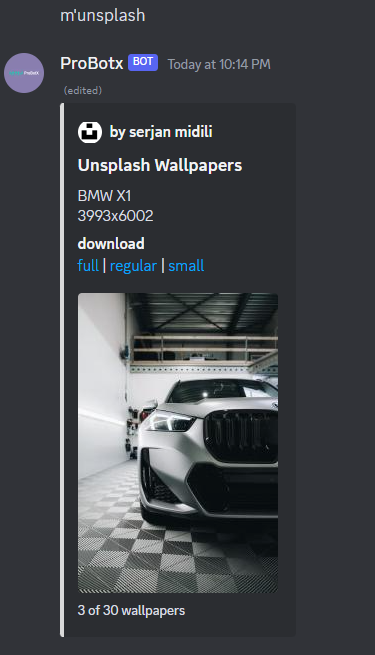 m'unsplash
ProBotx BOT Today at 10:14 PM
(edited)
by serjan midili
Unsplash Wallpapers
BMW X1
3993x6002
download
full | regular | small
3 of 30 wallpapers